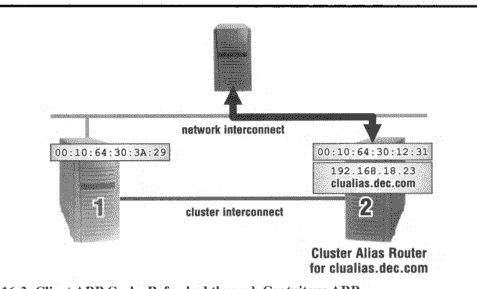 network interconnect
00:10:64:30:3A:29
00:10:64:30:12:31
192.168.18.23
clualias.dec.com
1
2
cluster interconnect
Cluster Alias Router
for clualias.dec.com